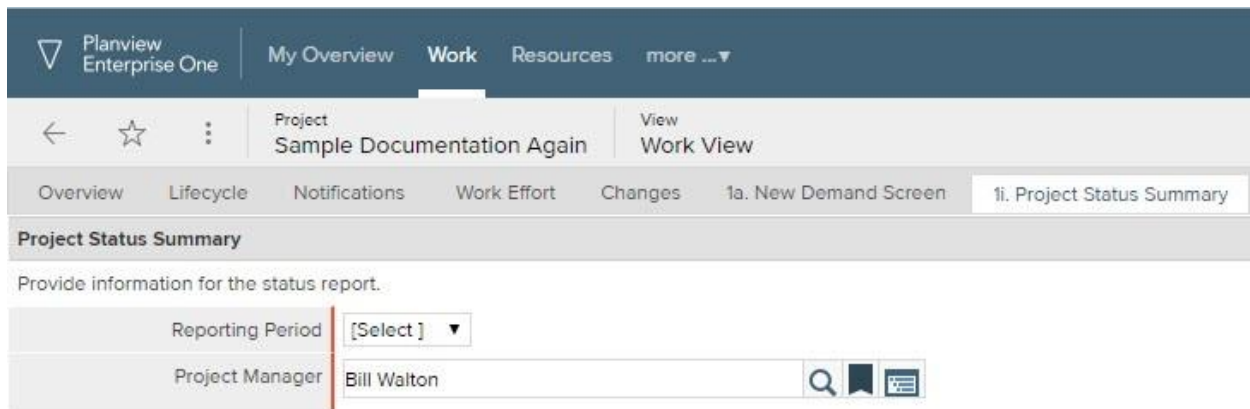 Planview
Enterprise One
My Overview Work Resources more ...▼
Project
Sample Documentation Again
View
Work View
Overview Lifecycle Notifications Work Effort Changes 1a. New Demand Screen 1i. Project Status Summary
Project Status Summary
Provide information for the status report.
Reporting Period [Select ] ▼
Project Manager Bill Walton